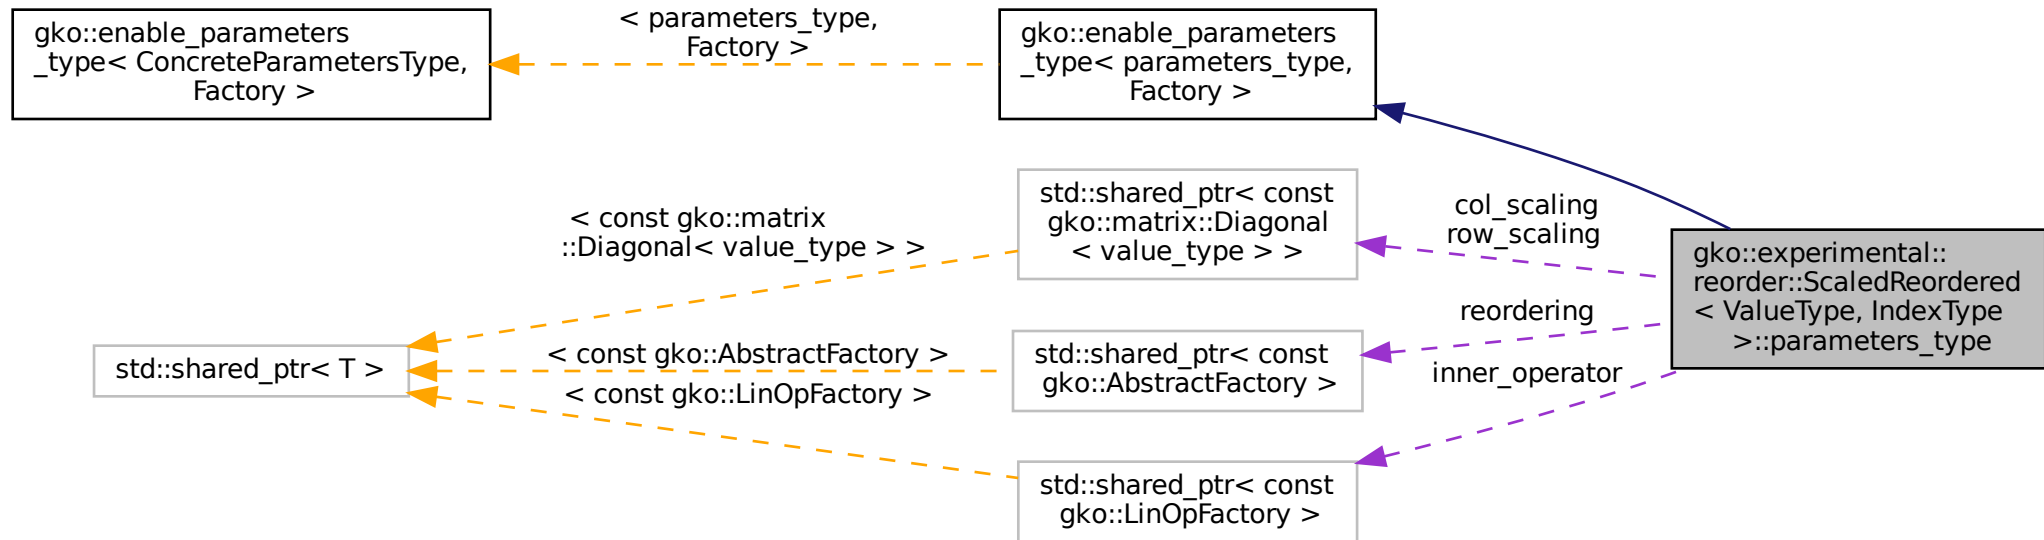 gko::enable_parameters
_type< ConcreteParametersType,
Factory >
< parameters_type,
Factory >
gko::enable_parameters
_type< parameters_type,
Factory >
std::shared_ptr< const
gko::matrix::Diagonal
< value_type > >
< const gko::matrix
::Diagonal< value_type > >
col_scaling
row_scaling
gko::experimental::
reorder::ScaledReordered
< ValueType, IndexType
>::parameters_type
reordering
std::shared_ptr< T >
< const gko::AbstractFactory >
std::shared_ptr< const
gko::AbstractFactory >
inner_operator
< const gko::LinOpFactory >
std::shared_ptr< const
gko::LinOpFactory >